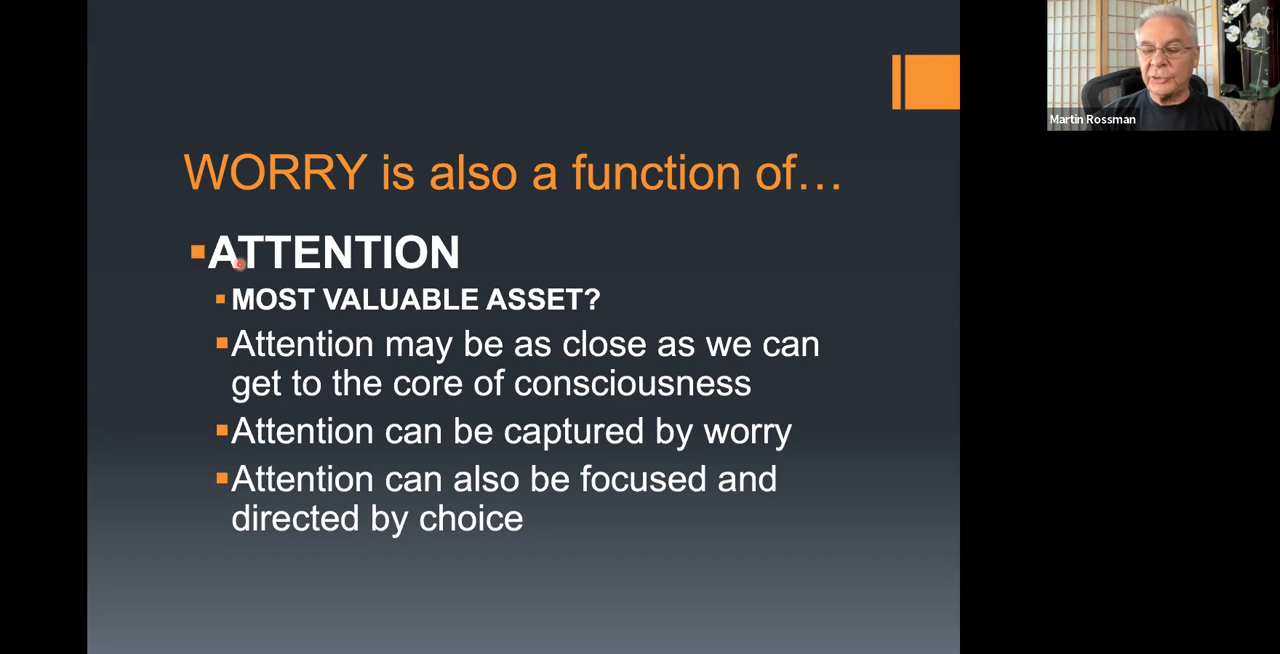 WORRY is also a function of…
ATTENTION
MOST VALUABLE ASSET?
Attention may be as close as we can
get to the core of consciousness
Attention can be captured by worry
Attention can also be focused and
directed by choice
Martin Rossman